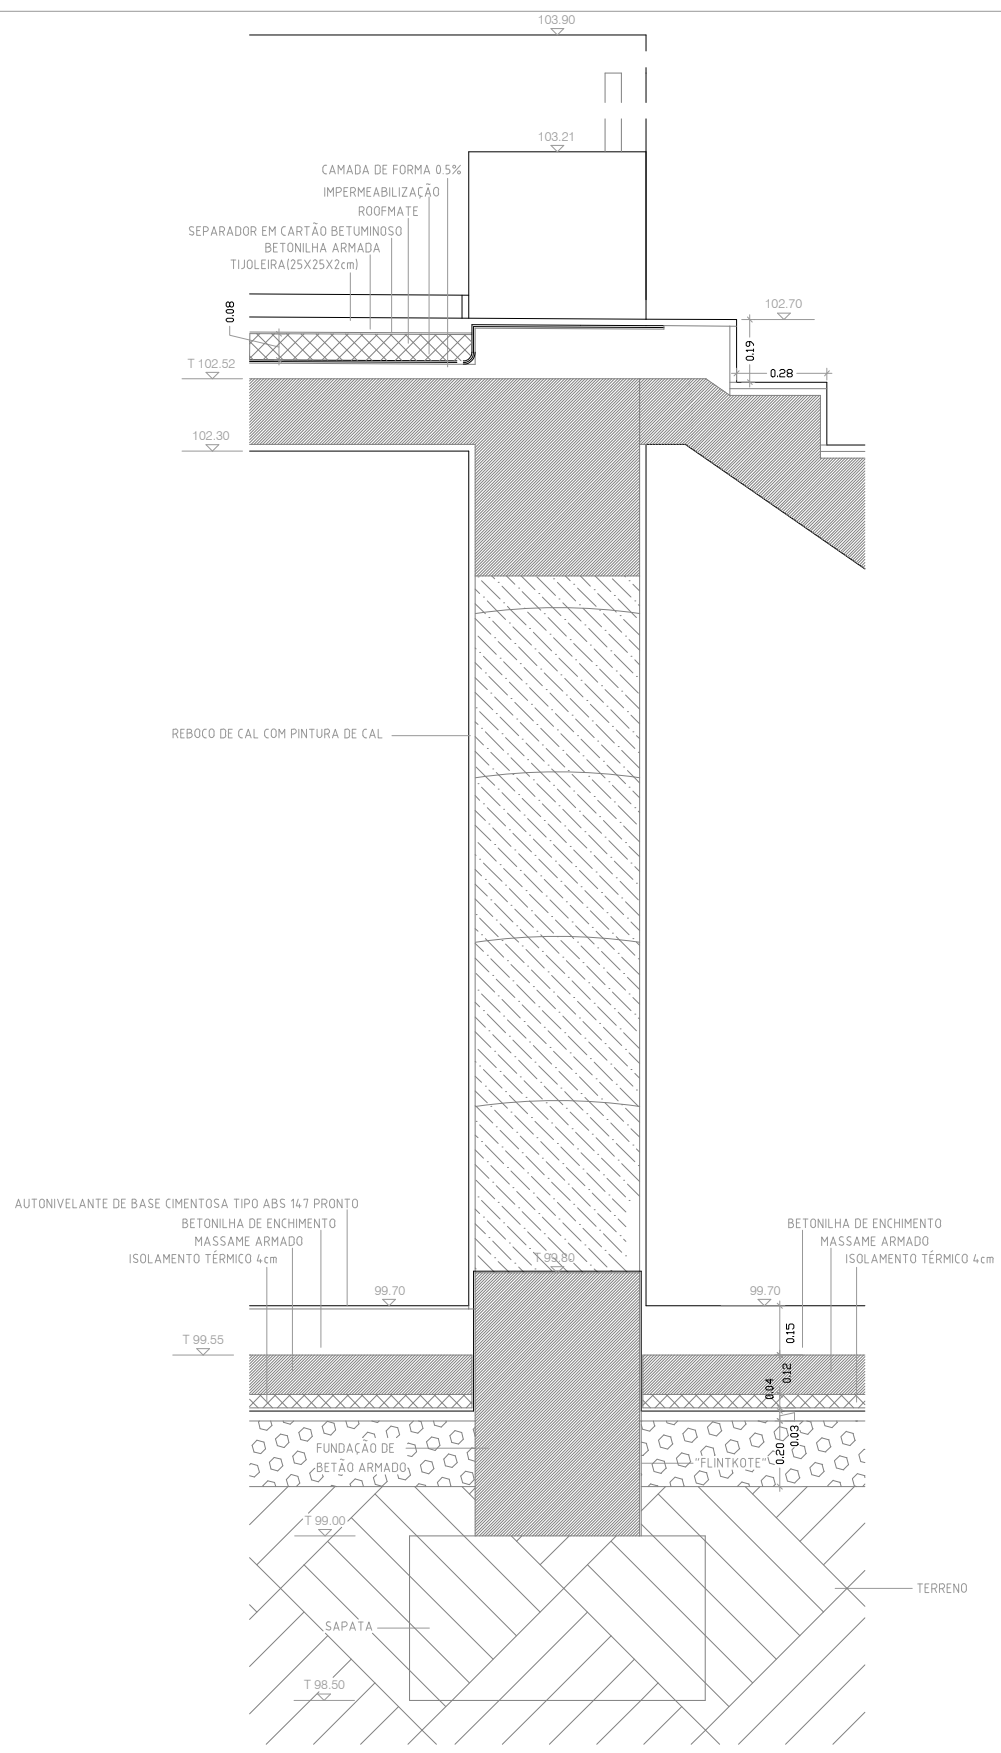 103.90
103.21
CAMADA DE FORMA 0.5%
IMPERMEABILIZAÇÃO
ROOFMATE
SEPARADOR EM CARTÃO BETUMINOSO
BETONILHA ARMADA
TIJOLEIRA(25X25X2cm)
102.70
0.08
0.19
T 102.52
0.28
102.30
REBOCO DE CAL COM PINTURA DE CAL
AUTONIVELANTE DE BASE CIMENTOSA TIPO ABS 147 PRONTO
BETONILHA DE ENCHIMENTO
MASSAME ARMADO
ISOLAMENTO TÉRMICO 4cm
BETONILHA DE ENCHIMENTO
MASSAME ARMADO
ISOLAMENTO TÉRMICO 4cm
T 99.80
99.70
99.70
T 99.55
0.15
0.12
0.04
0.03
0.20
FUNDAÇÃO DE
BETÃO ARMADO
"FLINTKOTE"
T 99.00
TERRENO
SAPATA
T 98.50